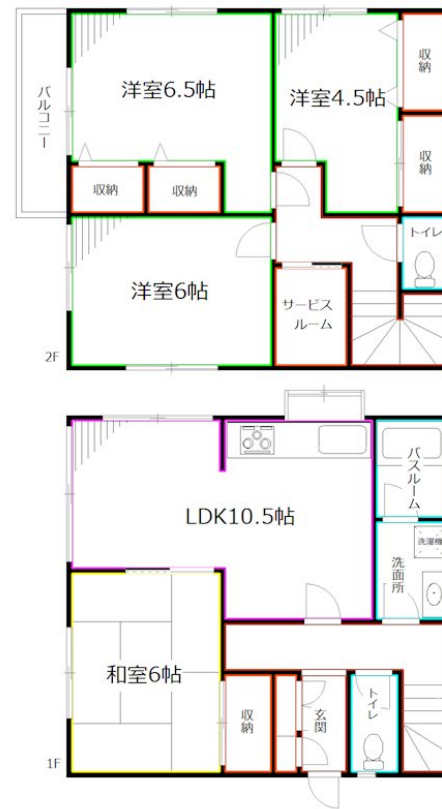 洋室6.5帖
洋室4.5帖
収納
収納
バルコニー
収納
収納
トイレ
洋室6帖
サービス
ルーム
2F
バスルーム
LDK10.5帖
洗濯機
洗面所
和室6帖
収納
玄関
トイレ
1F